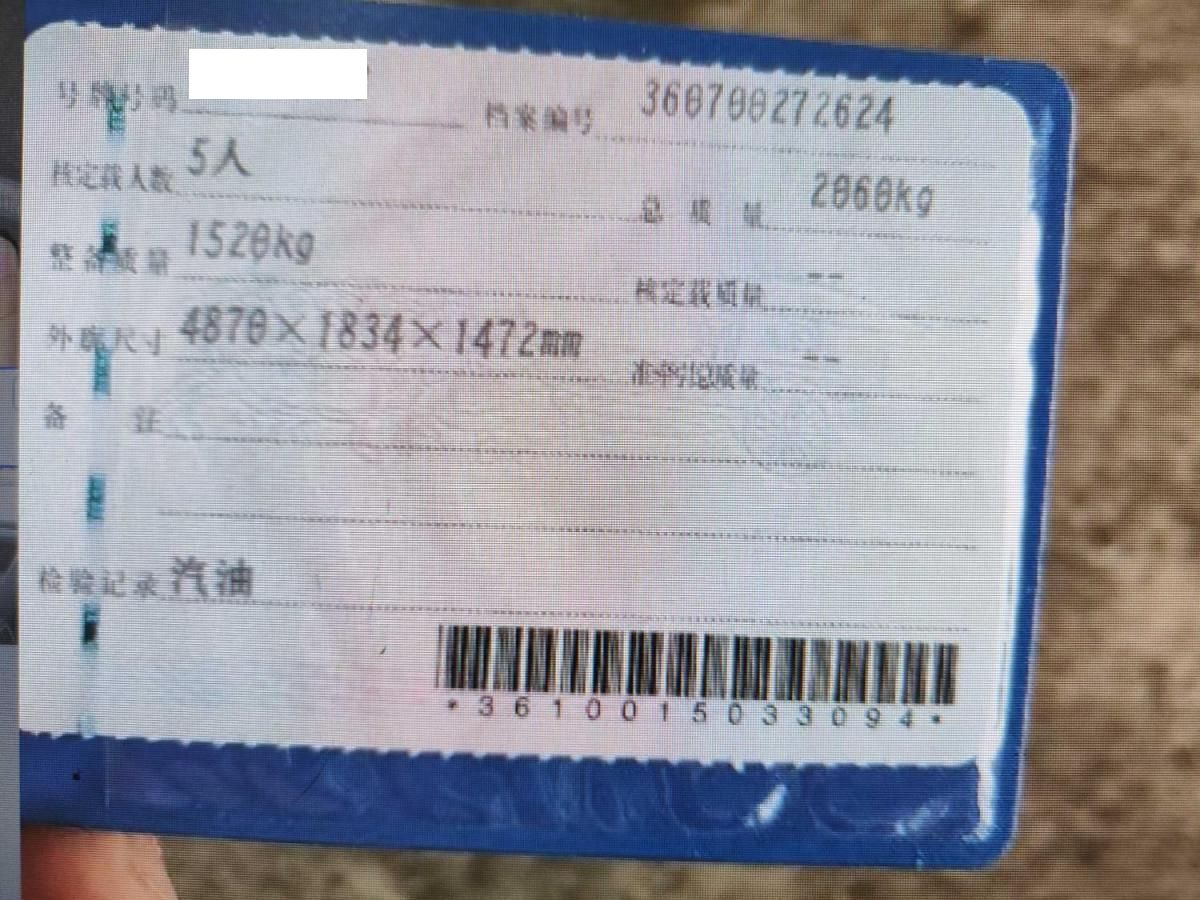 号牌号码
档案编号 360700272624
核定载人数 5人
总质量 2060kg
整备质量 1520kg
核定载质量 --
外廓尺寸 4870×1834×1472mm
准牵引总质量 --
备注
检验记录 汽油
*3610015033094*